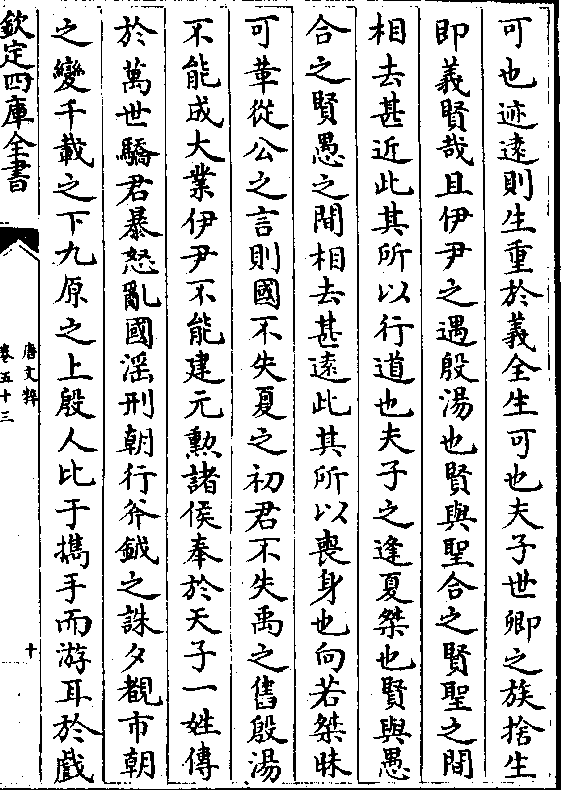 可也迹遠則生重於義全生可也夫子世卿之族捨生
即義賢哉且伊尹之遇殷湯也賢與聖合之賢聖之間
相去甚近此其所以行道也夫子之逢夏桀也賢與愚
合之賢愚之間相去甚遠此其所以喪身也向若桀昧
可革從公之言則國不失夏之初君不失禹之舊殷湯
不能成大業伊尹不能建元勲諸侯奉於天子一姓傳
於萬世驕君暴怒亂國滛刑朝行斧鉞之誅夕覩市朝
之變千載之下九原之上殷人比于擕手而游耳於戲
欽定四庫全書
唐文粹
卷五十三
十